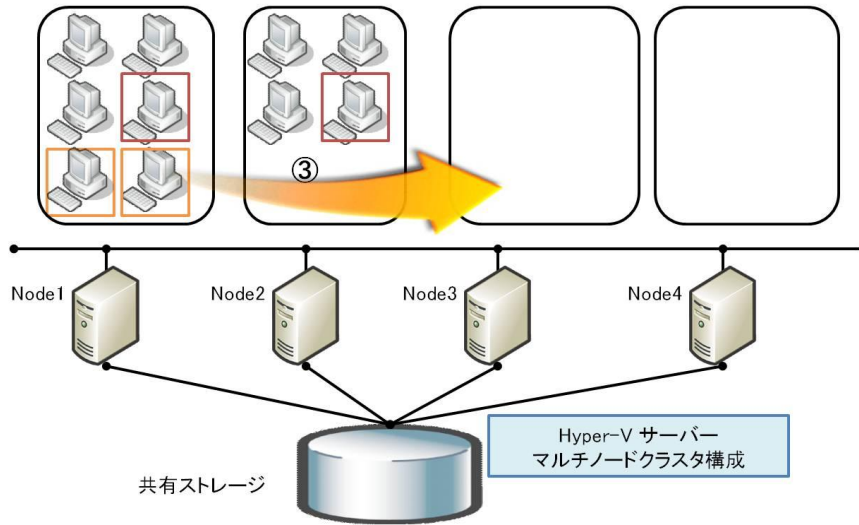 ③
Node1
Node2
Node3
Node4
Hyper-V サーバー
マルチノードクラスタ構成
共有ストレージ